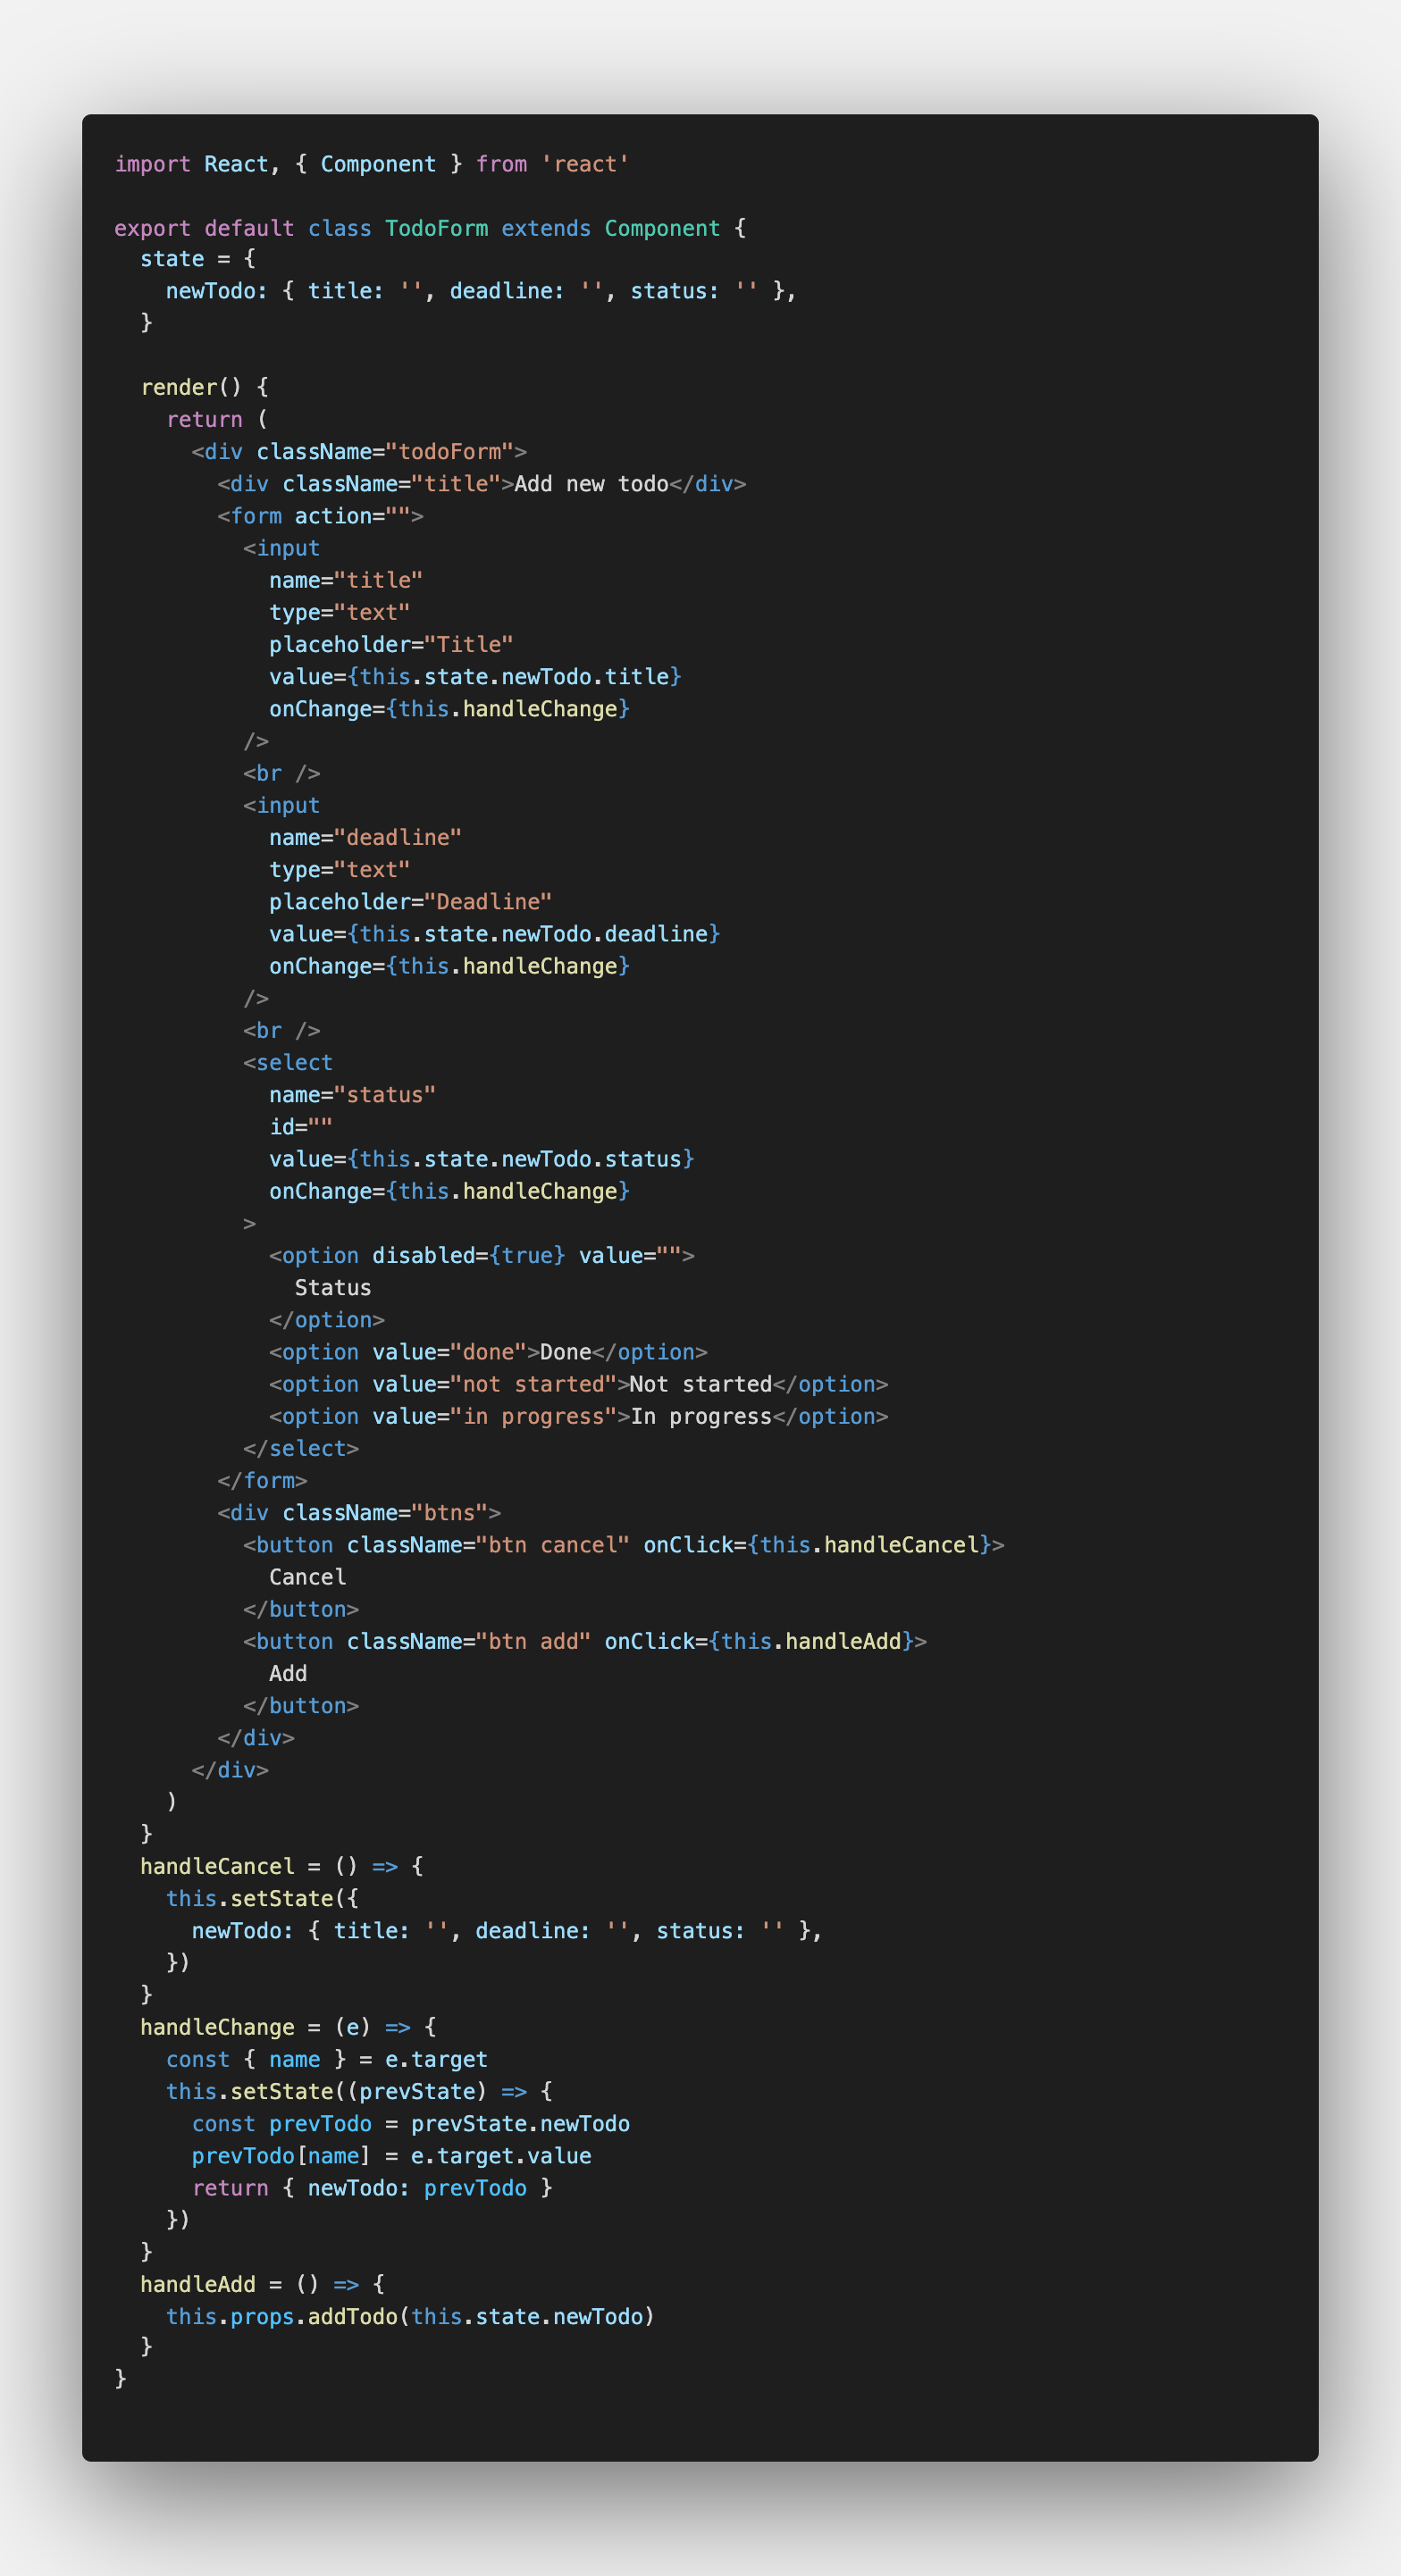 import React, { Component } from 'react'

export default class TodoForm extends Component {
  state = {
    newTodo: { title: '', deadline: '', status: '' },
  }

  render() {
    return (
      <div className="todoForm">
        <div className="title">Add new todo</div>
        <form action="">
          <input
            name="title"
            type="text"
            placeholder="Title"
            value={this.state.newTodo.title}
            onChange={this.handleChange}
          />
          <br />
          <input
            name="deadline"
            type="text"
            placeholder="Deadline"
            value={this.state.newTodo.deadline}
            onChange={this.handleChange}
          />
          <br />
          <select
            name="status"
            id=""
            value={this.state.newTodo.status}
            onChange={this.handleChange}
          >
            <option disabled={true} value="">
              Status
            </option>
            <option value="done">Done</option>
            <option value="not started">Not started</option>
            <option value="in progress">In progress</option>
          </select>
        </form>
        <div className="btns">
          <button className="btn cancel" onClick={this.handleCancel}>
            Cancel
          </button>
          <button className="btn add" onClick={this.handleAdd}>
            Add
          </button>
        </div>
      </div>
    )
  }
  handleCancel = () => {
    this.setState({
      newTodo: { title: '', deadline: '', status: '' },
    })
  }
  handleChange = (e) => {
    const { name } = e.target
    this.setState((prevState) => {
      const prevTodo = prevState.newTodo
      prevTodo[name] = e.target.value
      return { newTodo: prevTodo }
    })
  }
  handleAdd = () => {
    this.props.addTodo(this.state.newTodo)
  }
}